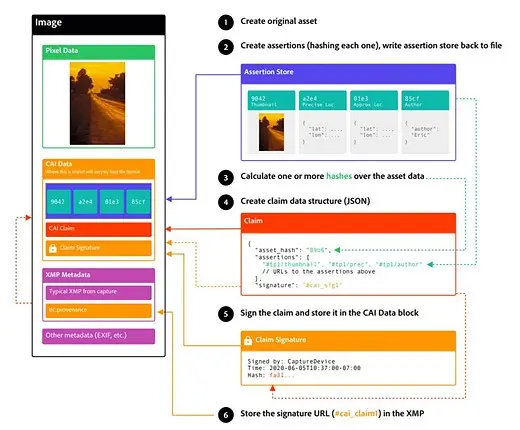 Image
Pixel Data
CAI Data
9042
a2e4
01e3
85cf
CAI Claim
Claim Signature
XMP Metadata
Typical XMP from capture
dC:provenance
Other metadata (EXIF, etc.)
1 Create original asset
2 Create assertions (hashing each one), write assertion store back to file
Assertion Store
9042
Thumbnail
a2e4
Precise Loc
01e3
Approx Loc
85cf
Author
{
"lat": ...,
"lon": ...,
}
{
"lat": ...,
"lon": ...,
}
{
"author":
"Eric"
}
3 Calculate one or more hashes over the asset data
4 Create claim data structure (JSON)
Claim
{
"asset_hash": "89b6",
"assertions": [
"#tp1/thumbnail", "#tp1/prec", "#tp1/author"
// URLs to the assertions above
],
"signature": "#cai_sig1"
5 Sign the claim and store it in the CAI Data block
Claim Signature
Signed by: CaptureDevice
Time: 2020-06-05T10:37:00-07:00
Hash: fad1...
6 Store the signature URL (#cai_claim1) in the XMP